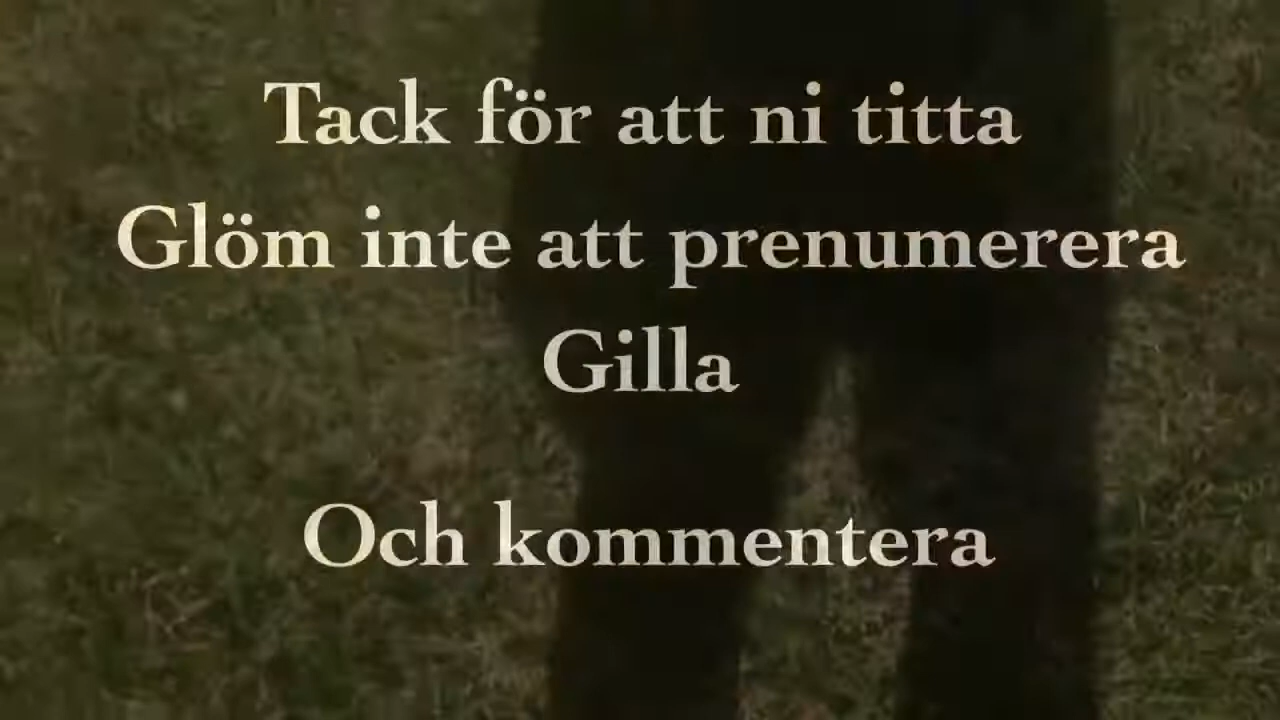 Tack för att ni titta
Glöm inte att prenumerera
Gilla
Och kommentera